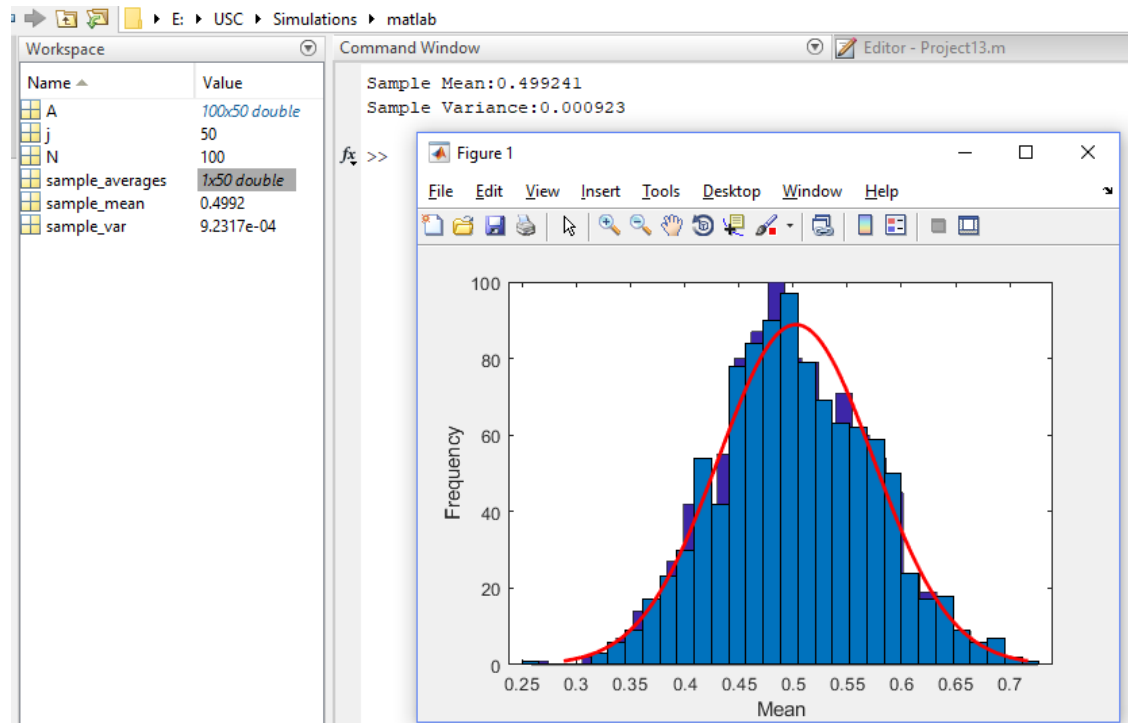 E: USC Simulations matlab
Workspace
Name Value
A 100x50 double
j 50
N 100
sample_averages 1x50 double
sample_mean 0.4992
sample_var 9.2317e-04
Command Window
Editor - Project13.m
Sample Mean:0.499241
Sample Variance:0.000923
fx >>
Figure 1
File Edit View Insert Tools Desktop Window Help
100
80
60
40
20
0
Frequency
0.25 0.3 0.35 0.4 0.45 0.5 0.55 0.6 0.65 0.7
Mean